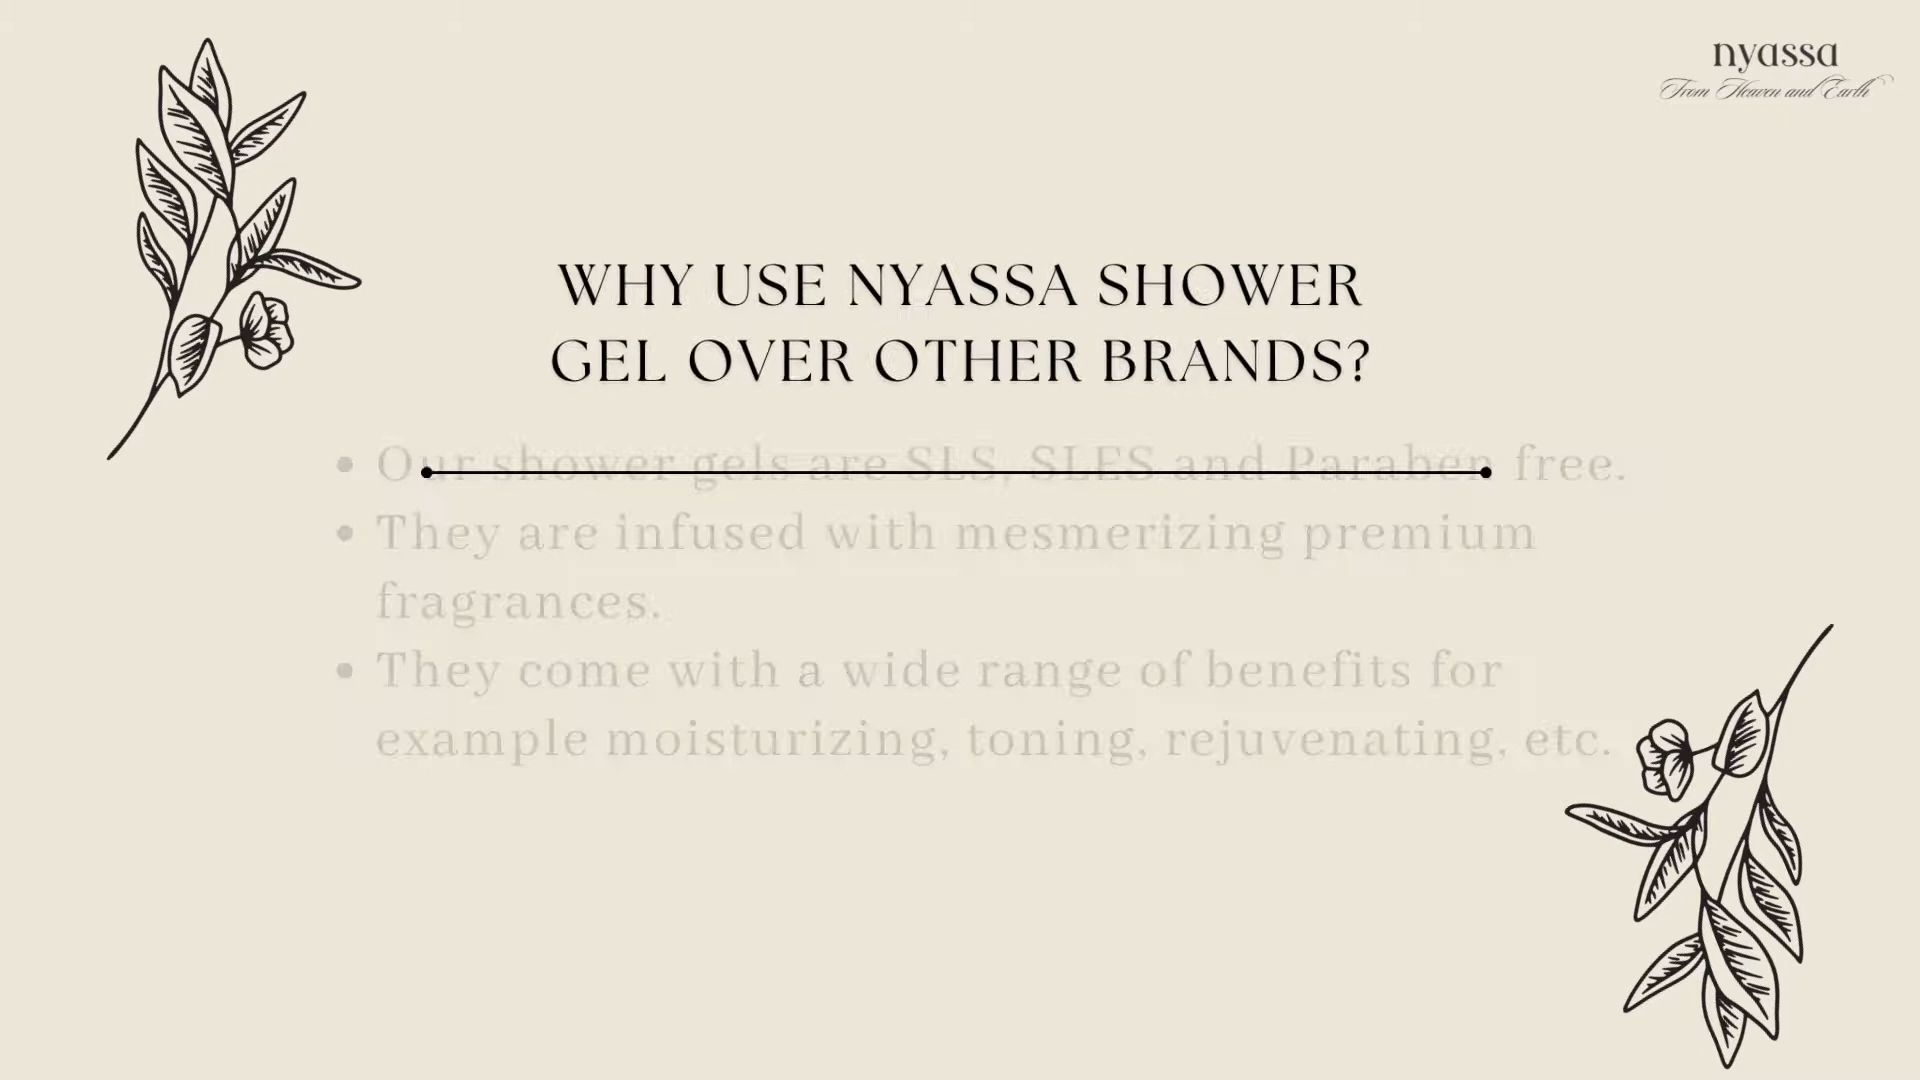 nyassa
From Heaven and Earth
WHY USE NYASSA SHOWER
GEL OVER OTHER BRANDS?
• Our shower gels are SLS, SLES and Paraben free.
• They are infused with mesmerizing premium
fragrances.
• They come with a wide range of benefits for
example moisturizing, toning, rejuvenating, etc.